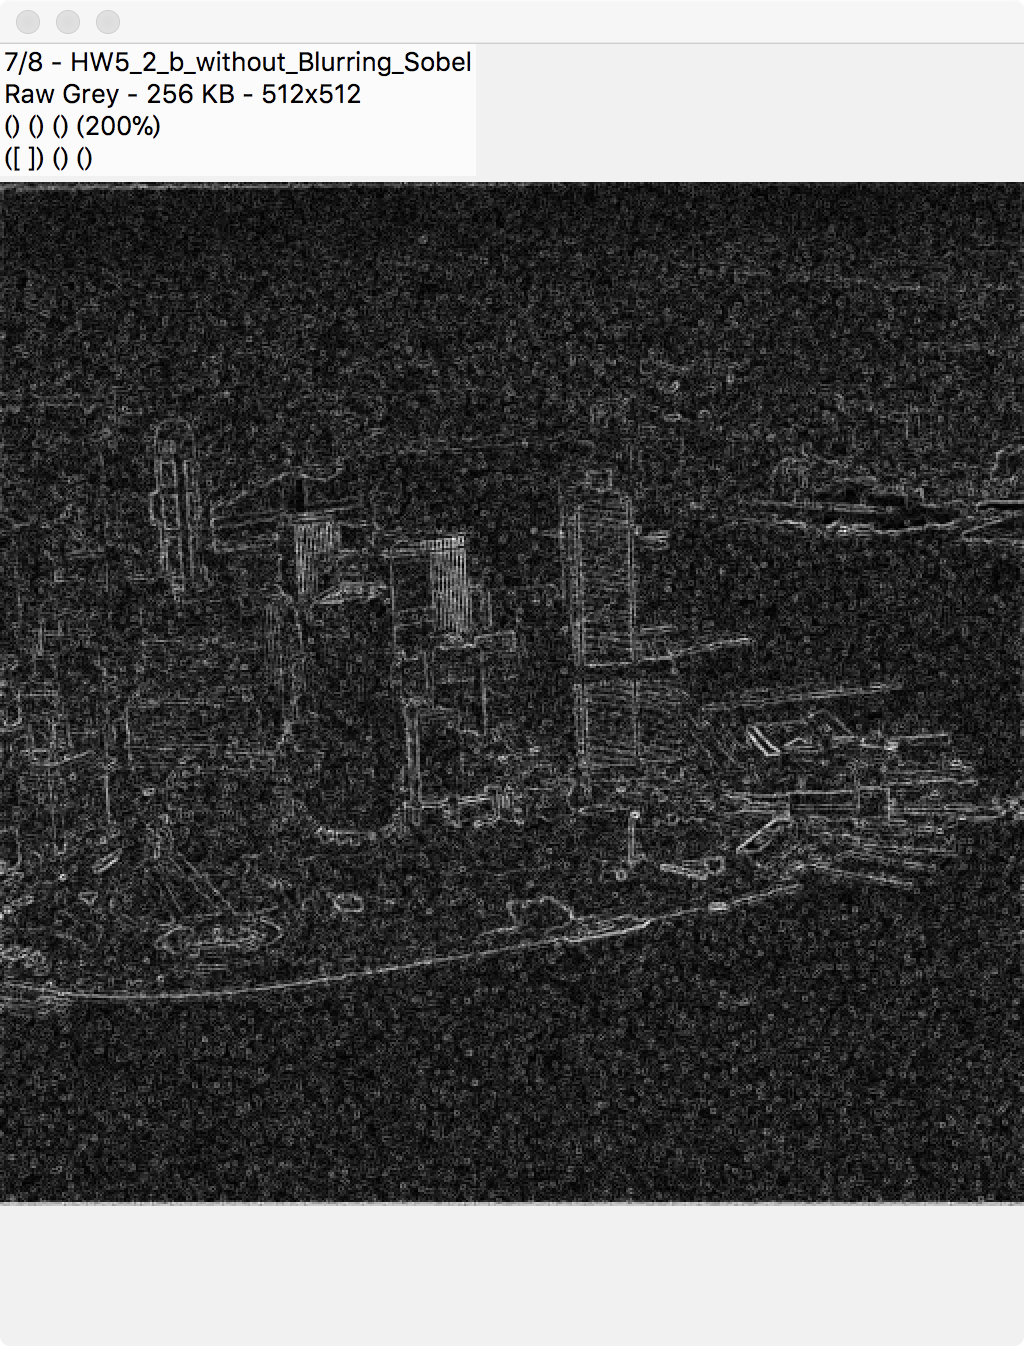 7/8 - HW5_2_b_without_Blurring_Sobel
Raw Grey - 256 KB - 512x512
() () () (200%)
([ ]) () ()